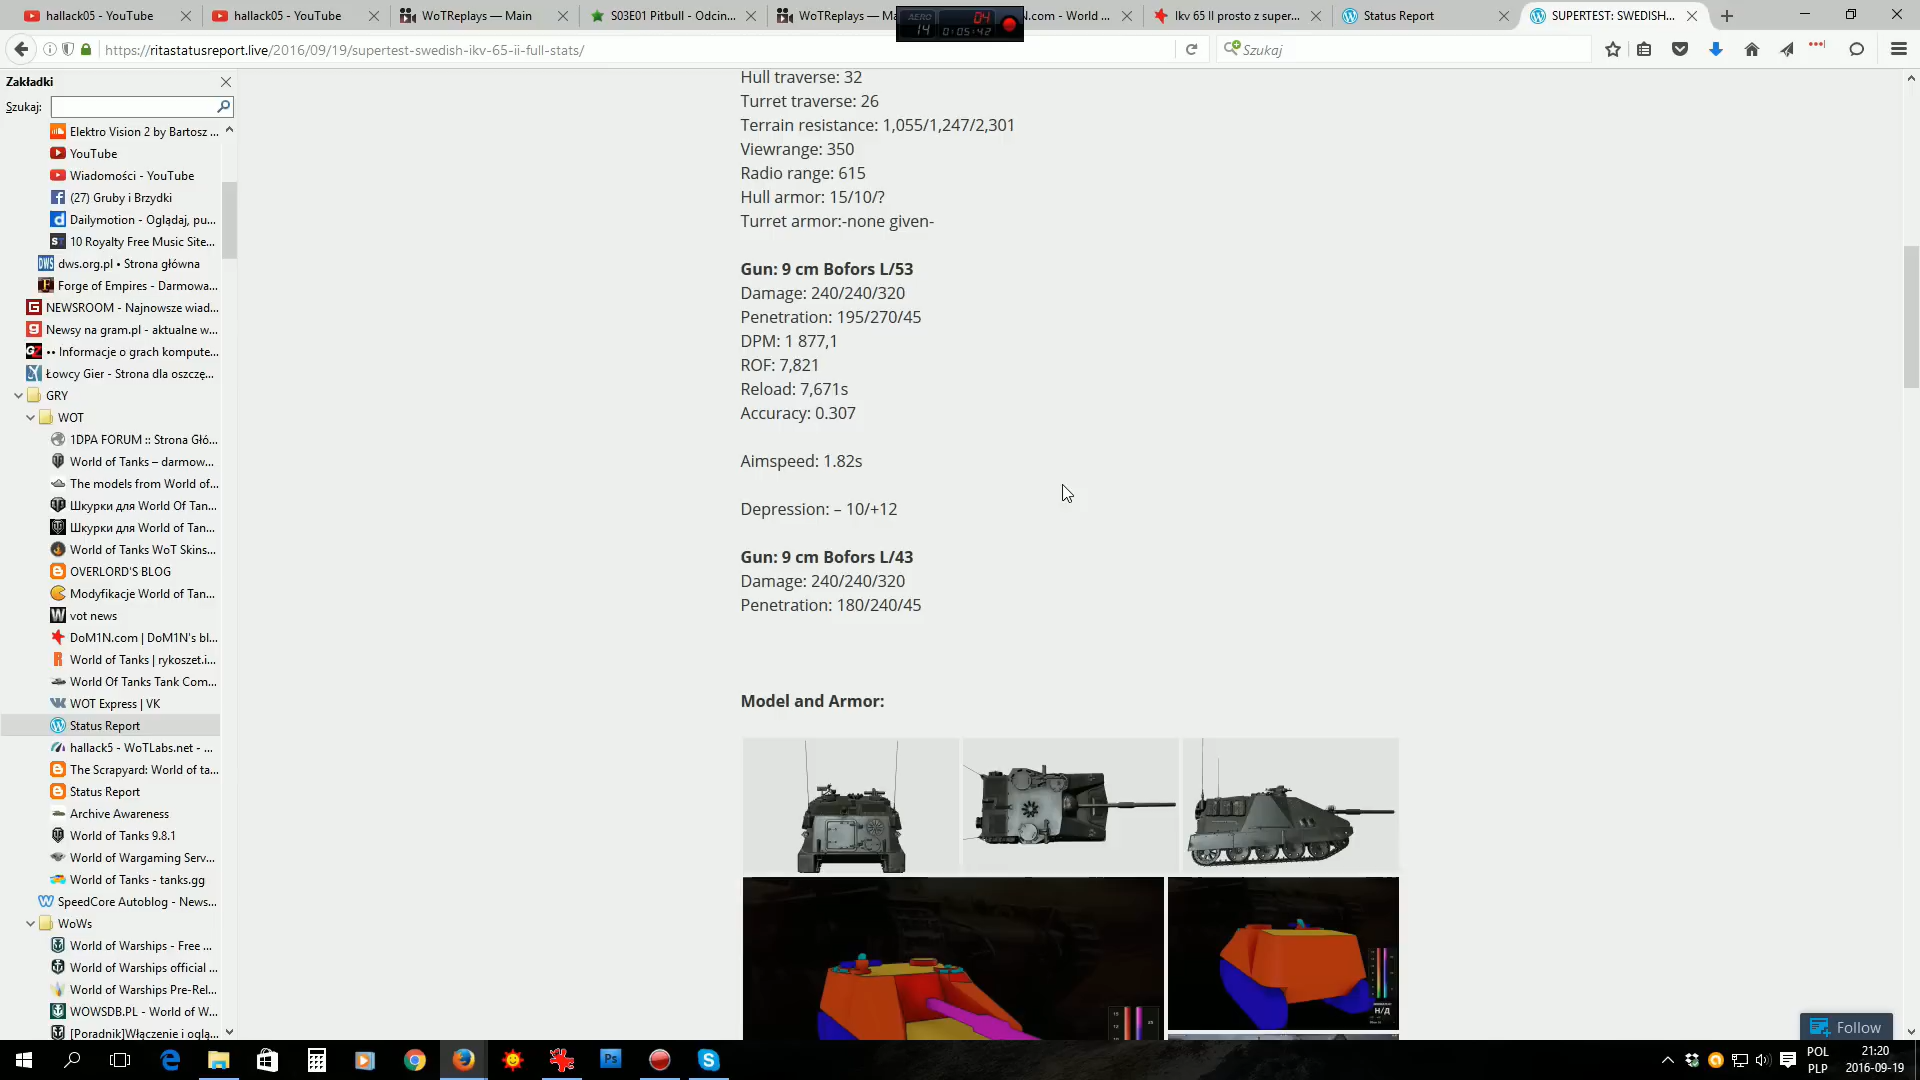 hallack05 - YouTube
hallack05 - YouTube
WoTReplays — Main
S03E01 Pitbull - Odcin...
WoTReplays — Ma
.com - World ...
Ikv 65 II prosto z super...
Status Report
SUPERTEST: SWEDISH...
AERO 14 04 0:05:42
https://ritastatusreport.live/2016/09/19/supertest-swedish-ikv-65-ii-full-stats/
Szukaj
Zakładki
Szukaj:
Elektro Vision 2 by Bartosz ...
YouTube
Wiadomości - YouTube
(27) Gruby i Brzydki
Dailymotion - Oglądaj, pu...
10 Royalty Free Music Site...
dws.org.pl • Strona główna
Forge of Empires - Darmowa...
NEWSROOM - Najnowsze wiad...
Newsy na gram.pl - aktualne w...
•• Informacje o grach kompute...
Łowcy Gier - Strona dla oszczę...
GRY
WOT
1DPA FORUM :: Strona Głó...
World of Tanks – darmow...
The models from World of...
Шкурки для World Of Tan...
Шкурки для World of Tan...
World of Tanks WoT Skins...
OVERLORD'S BLOG
Modyfikacje World of Tan...
vot news
DoM1N.com | DoM1N's bl...
World of Tanks | rykoszet.i...
World Of Tanks Tank Com...
WOT Express | VK
Status Report
hallack5 - WoTLabs.net - ...
The Scrapyard: World of ta...
Status Report
Archive Awareness
World of Tanks 9.8.1
World of Wargaming Serv...
World of Tanks - tanks.gg
SpeedCore Autoblog - News...
WoWs
World of Warships - Free ...
World of Warships official ...
World of Warships Pre-Rel...
WOWSDB.PL - World of W...
[Poradnik]Włączenie i oglą...
Hull traverse: 32
Turret traverse: 26
Terrain resistance: 1,055/1,247/2,301
Viewrange: 350
Radio range: 615
Hull armor: 15/10/?
Turret armor:-none given-
Gun: 9 cm Bofors L/53
Damage: 240/240/320
Penetration: 195/270/45
DPM: 1 877,1
ROF: 7,821
Reload: 7,671s
Accuracy: 0.307
Aimspeed: 1.82s
Depression: – 10/+12
Gun: 9 cm Bofors L/43
Damage: 240/240/320
Penetration: 180/240/45
Model and Armor:
Н/Д
Follow
POL
PLP
21:20
2016-09-19